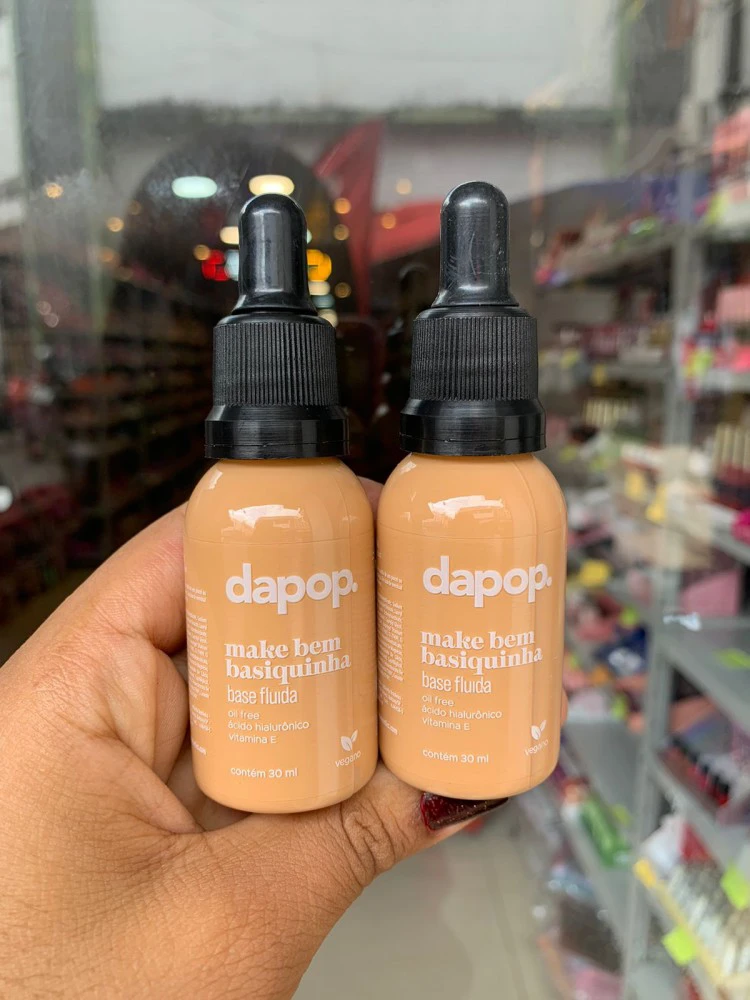 dapop.
make bem
basiquinha
base fluida
oil free
ácido hialurônico
vitamina E
contém 30 ml
vegano
dapop.
make bem
basiquinha
base fluida
oil free
ácido hialurônico
vitamina E
contém 30 ml
vegano